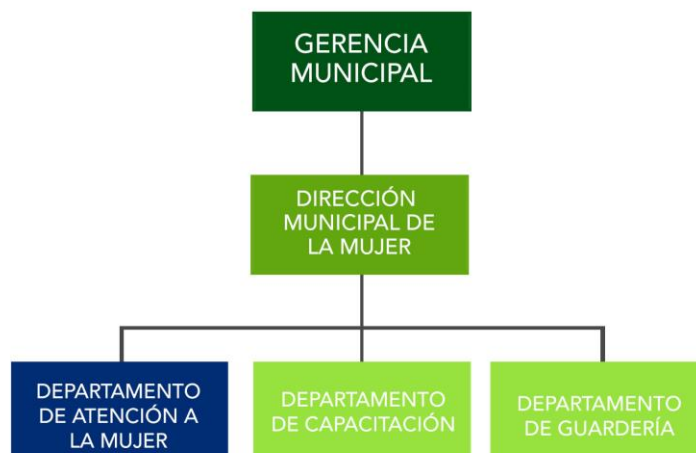 GERENCIA
MUNICIPAL
DIRECCIÓN
MUNICIPAL DE
LA MUJER
DEPARTAMENTO
DE ATENCIÓN A
LA MUJER
DEPARTAMENTO
DE CAPACITACIÓN
DEPARTAMENTO
DE GUARDERÍA